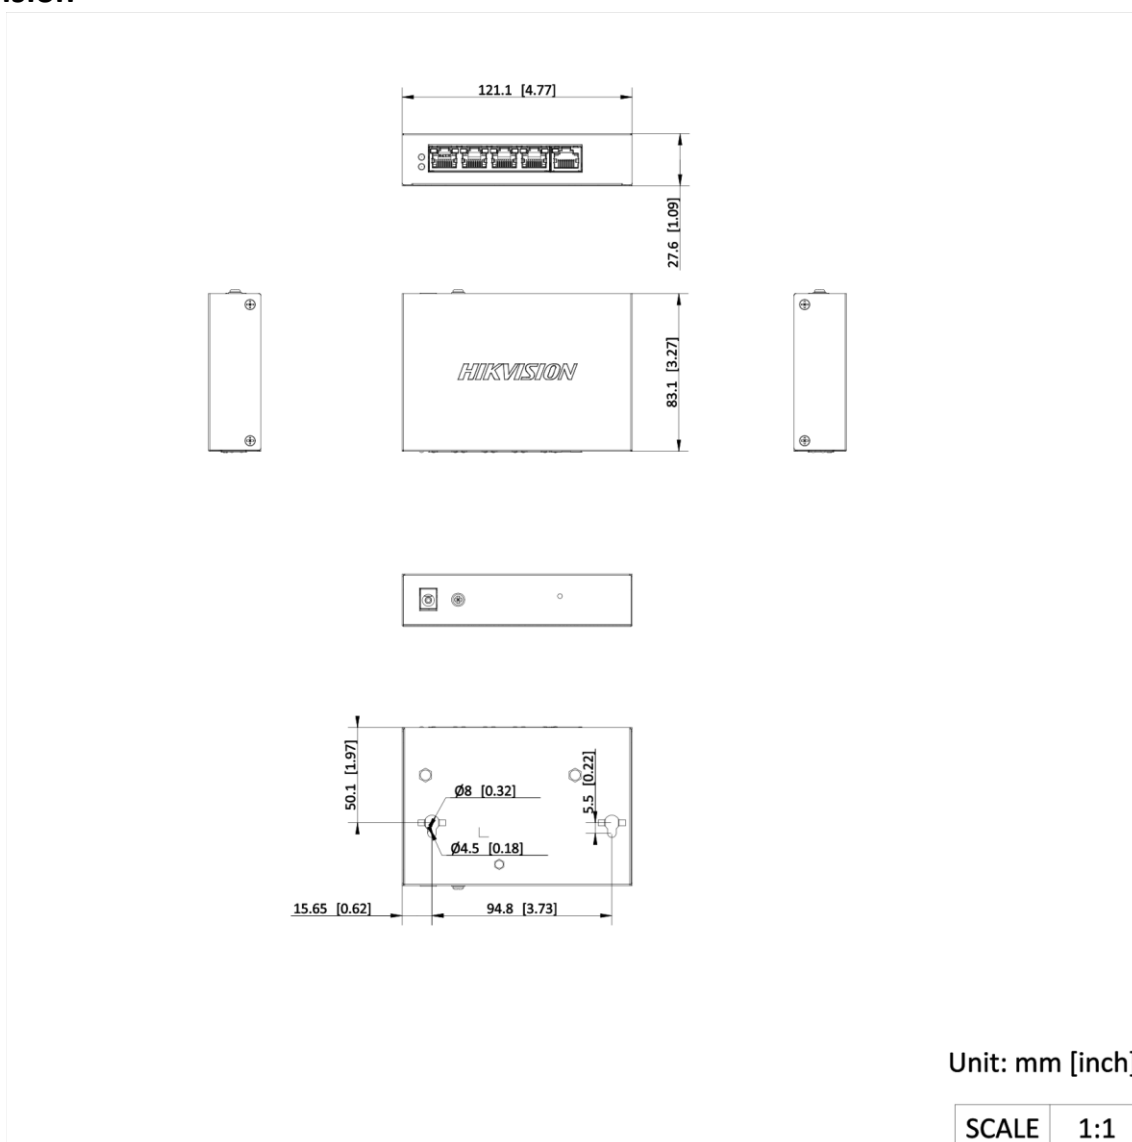 121.1 [4.77]
27.6 [1.09]
83.1 [3.27]
HIKVISION
50.1 [1.97]
5.5 [0.22]
Ø8 [0.32]
Ø4.5 [0.18]
15.65 [0.62]
94.8 [3.73]
Unit: mm [inch]
SCALE 1:1